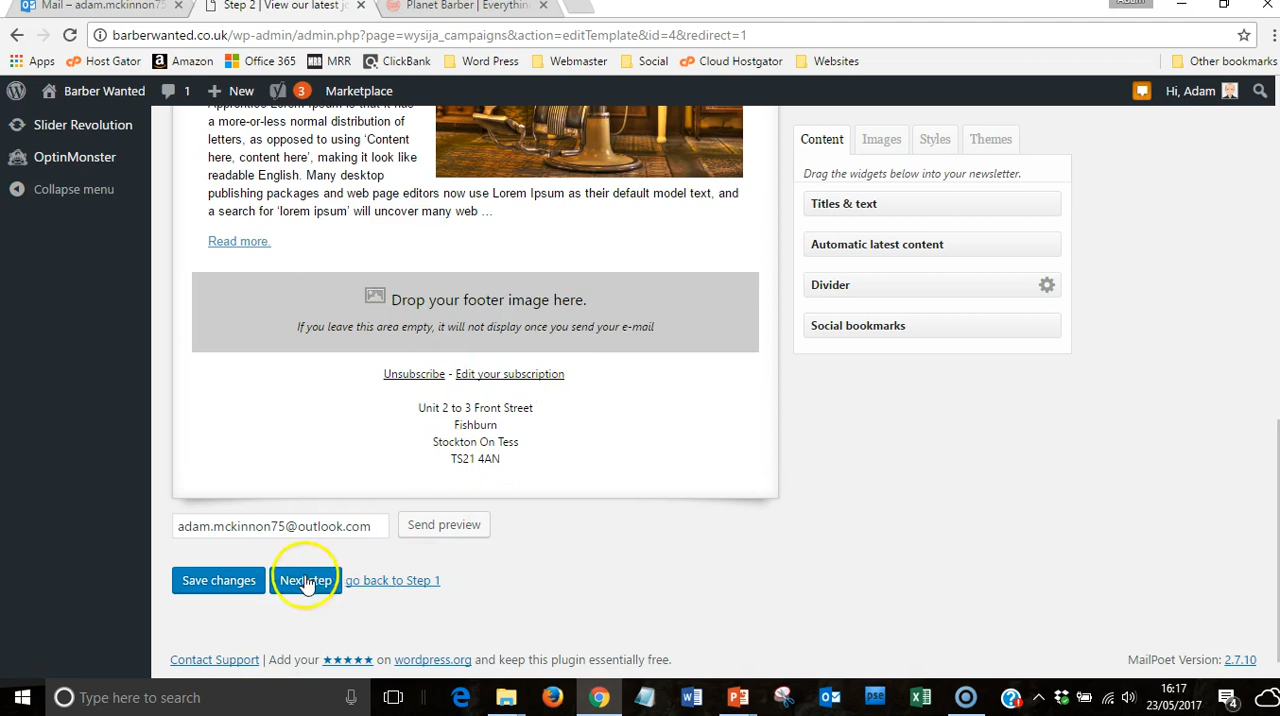 Mail – adam.mckinnon75
Step 2 | View our latest jo
Planet Barber | Everythin
barberwanted.co.uk/wp-admin/admin.php?page=wysija_campaigns&action=editTemplate&id=4&redirect=1
Apps
Host Gator
Amazon
Office 365
MRR
ClickBank
Word Press
Webmaster
Social
Cloud Hostgator
Websites
Other bookmarks
Barber Wanted
1
New
3
Marketplace
Hi, Adam
Slider Revolution
OptinMonster
Collapse menu
a more-or-less normal distribution of
letters, as opposed to using ‘Content
here, content here’, making it look like
readable English. Many desktop
publishing packages and web page editors now use Lorem Ipsum as their default model text, and
a search for ‘lorem ipsum’ will uncover many web …
Read more.
Drop your footer image here.
If you leave this area empty, it will not display once you send your e-mail
Unsubscribe - Edit your subscription
Unit 2 to 3 Front Street
Fishburn
Stockton On Tess
TS21 4AN
Content
Images
Styles
Themes
Drag the widgets below into your newsletter.
Titles & text
Automatic latest content
Divider
Social bookmarks
adam.mckinnon75@outlook.com
Send preview
Save changes
Next step
go back to Step 1
Contact Support | Add your ★★★★★ on wordpress.org and keep this plugin essentially free.
MailPoet Version: 2.7.10
Type here to search
16:17
23/05/2017
4